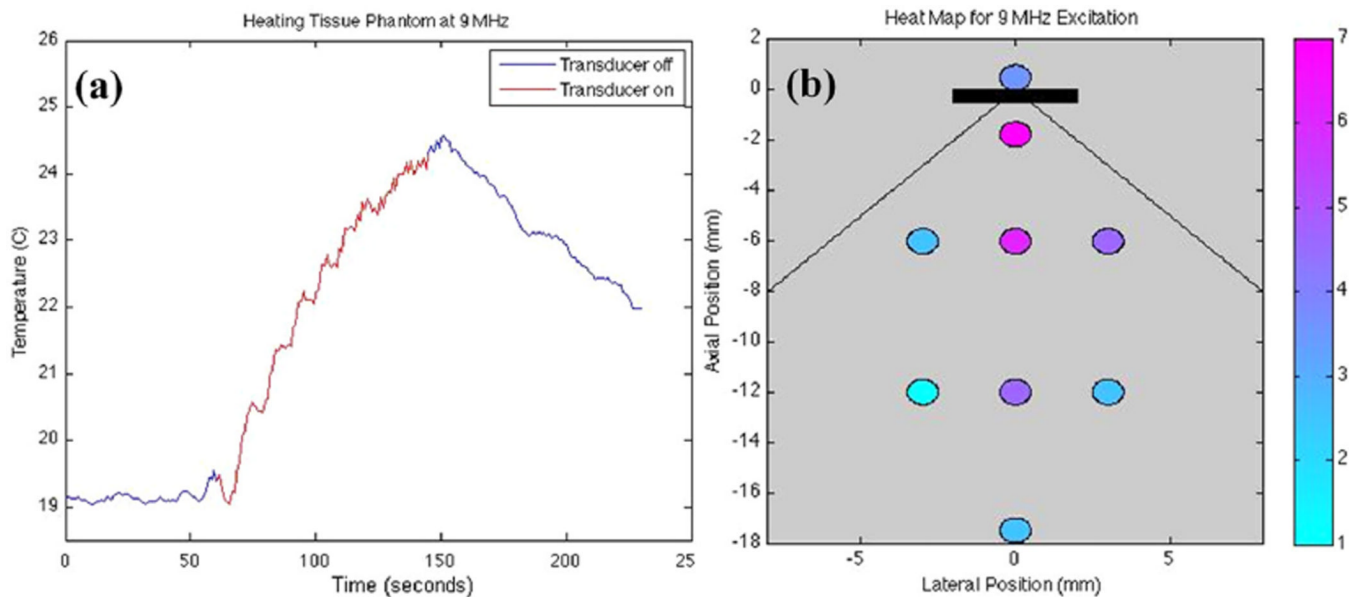 Heating Tissue Phantom at 9 MHz
(a)
Transducer off
Transducer on
26
25
24
23
22
21
20
19
Temperature (C)
0 50 100 150 200 25
Time (seconds)
Heat Map for 9 MHz Excitation
(b)
2
0
-2
-4
-6
-8
-10
-12
-14
-16
-18
Axial Position (mm)
-5 0 5
Lateral Position (mm)
7
6
5
4
3
2
1